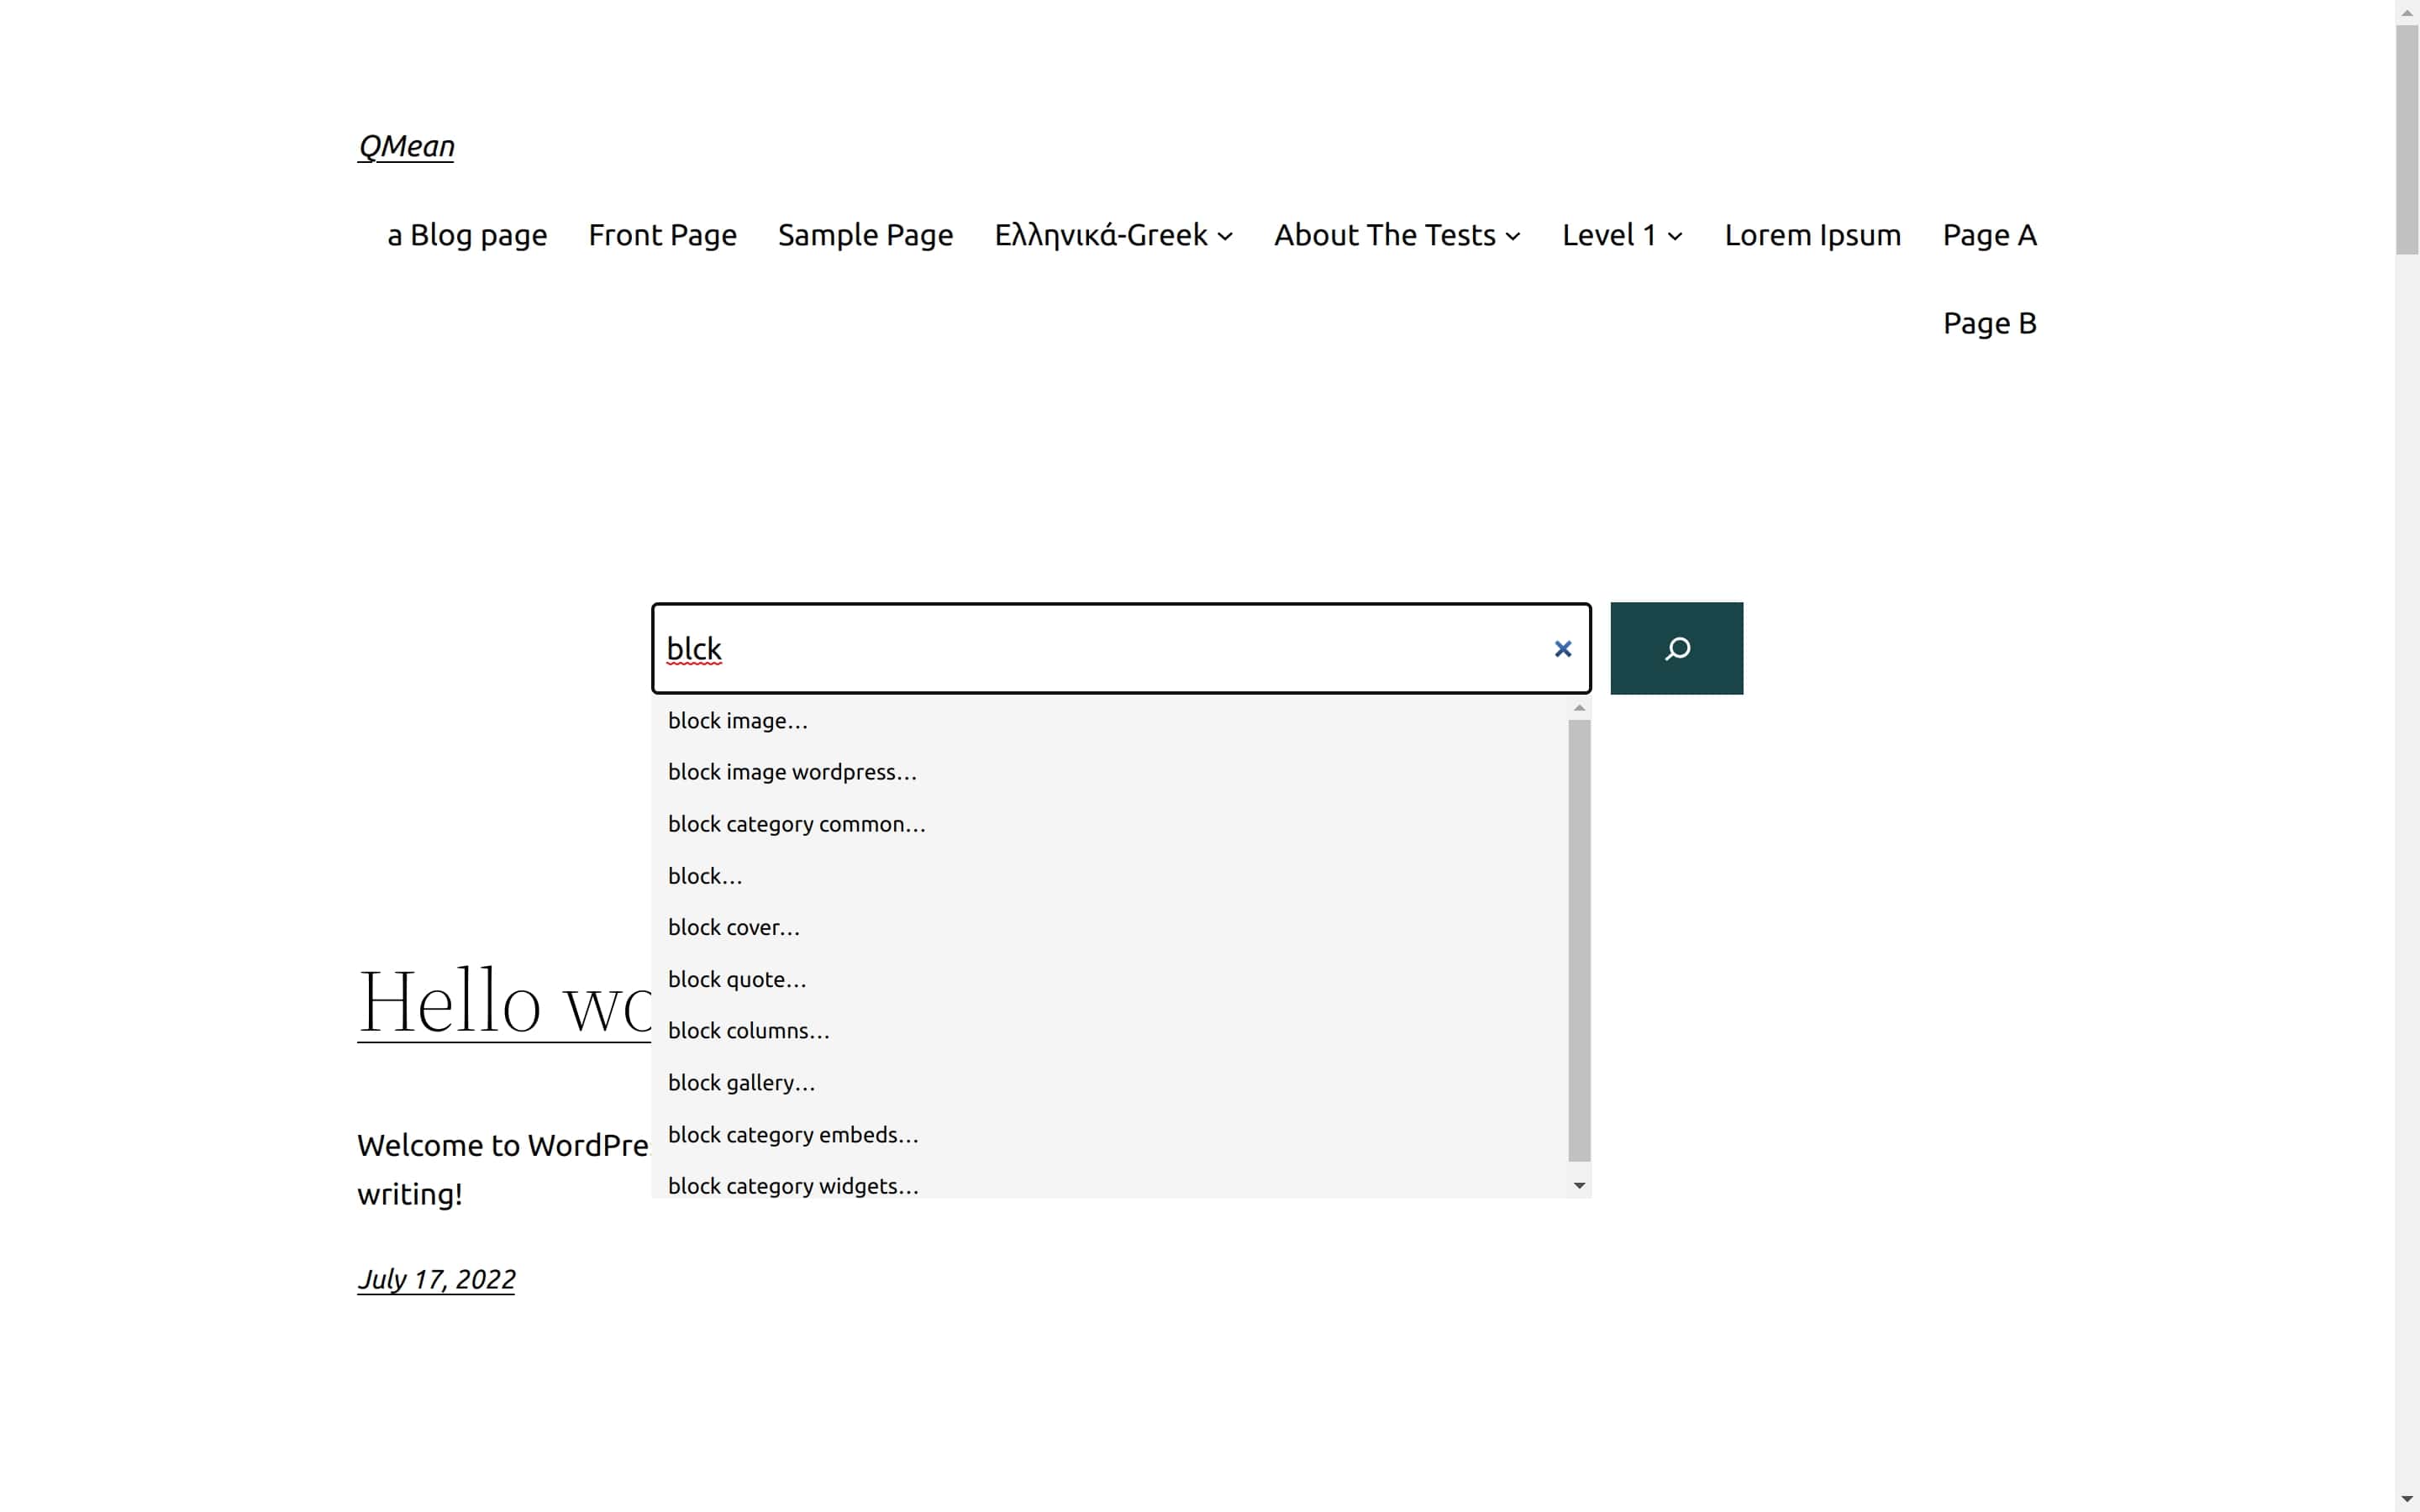 QMean
a Blog page Front Page Sample Page Ελληνικά-Greek About The Tests Level 1 Lorem Ipsum Page A
Page B
blck
block image...
block image wordpress...
block category common...
block...
block cover...
block quote...
block columns...
block gallery...
block category embeds...
block category widgets...
Hello wo
Welcome to WordPre
writing!
July 17, 2022